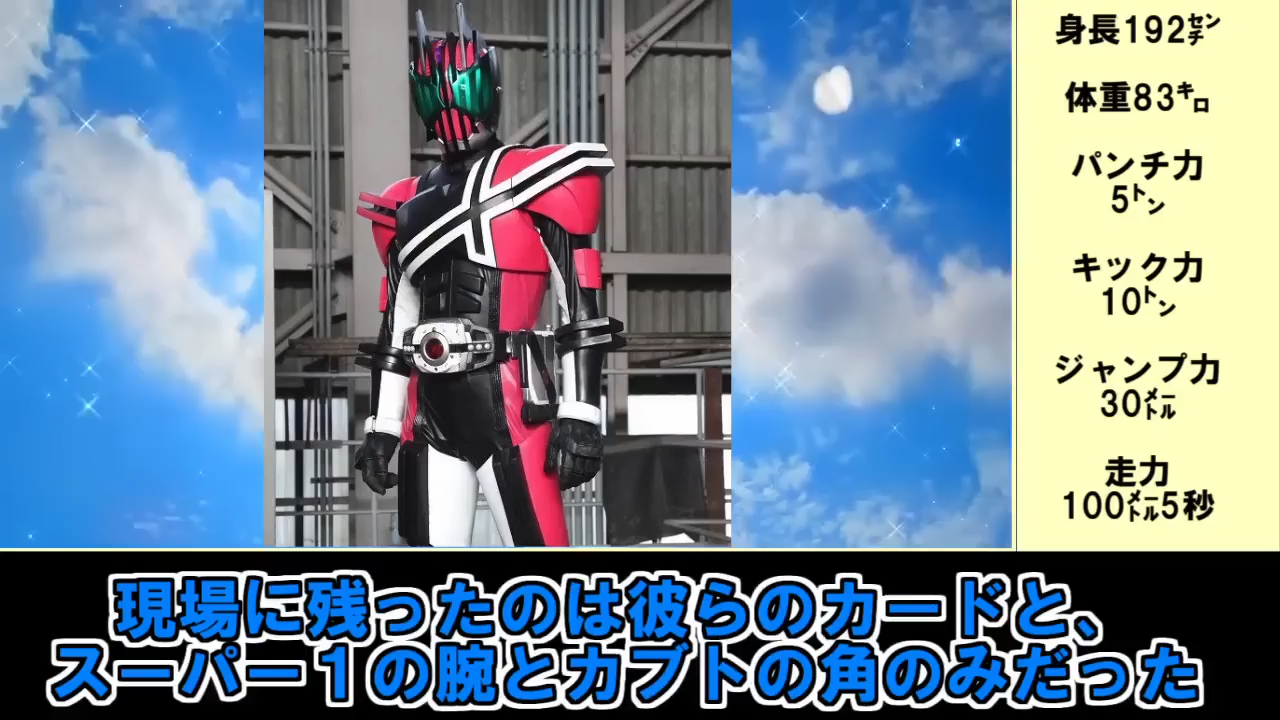 身長192㌢
体重83㌔
パンチ力
5㌧
キック力
10㌧
ジャンプ力
30㍍
走力
100㍍5秒
現場に残ったのは彼らのカードと、
スーパー１の腕とカブトの角のみだった